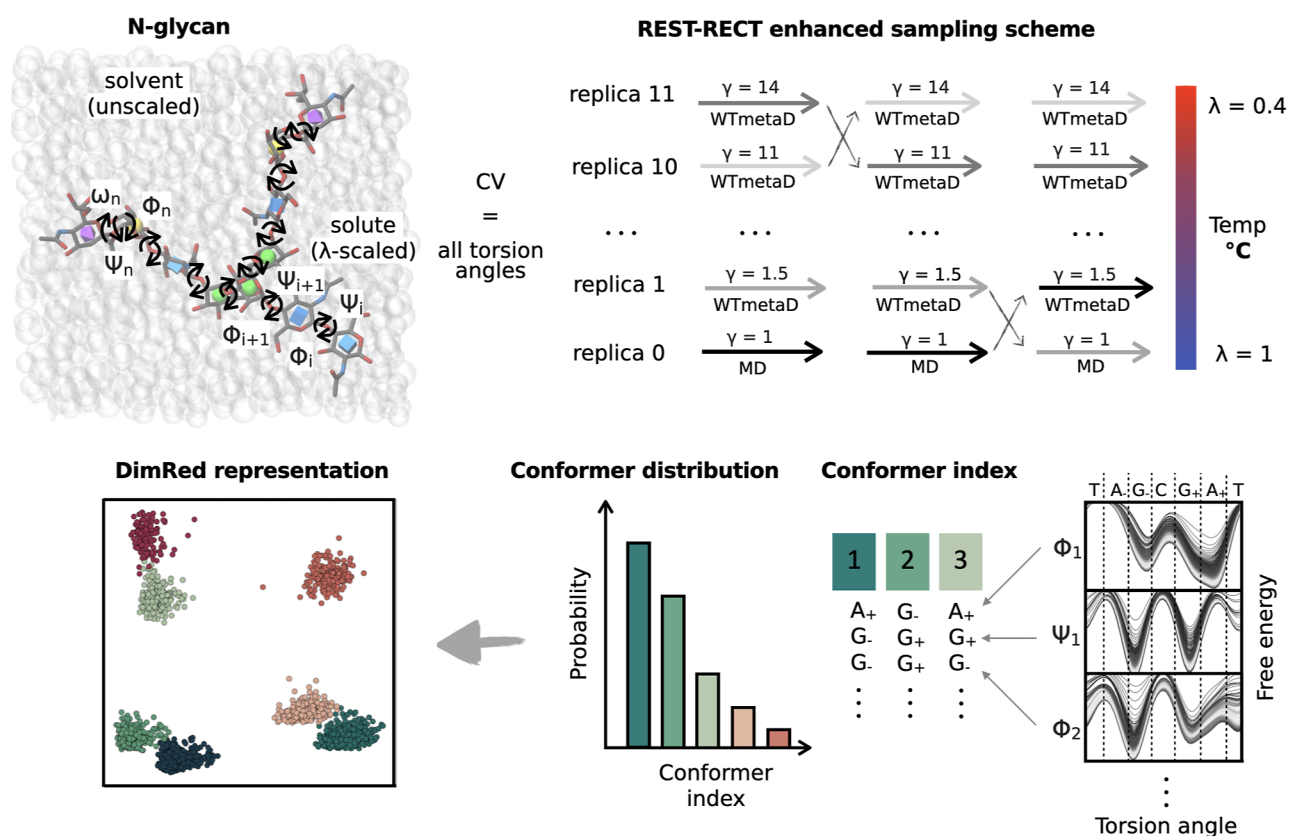 N-glycan
solvent
(unscaled)
ωn
Φn
Ψn
solute
(λ-scaled)
Ψi+1
Ψi
Φi+1
Φi
CV
=
all torsion
angles
REST-RECT enhanced sampling scheme
replica 11
γ = 14
WTmetaD
γ = 14
WTmetaD
γ = 14
WTmetaD
replica 10
γ = 11
WTmetaD
γ = 11
WTmetaD
γ = 11
WTmetaD
... ... ... ...
replica 1
γ = 1.5
WTmetaD
γ = 1.5
WTmetaD
γ = 1.5
WTmetaD
replica 0
γ = 1
MD
γ = 1
MD
γ = 1
MD
λ = 0.4
Temp
°C
λ = 1
DimRed representation
Conformer distribution
Probability
Conformer
index
Conformer index
1 2 3
A+ G- A+
G- G+ G+
G- G+ G-
⋮ ⋮ ⋮
T A- G- C G+ A+ T
Φ1
Ψ1
Φ2
Free energy
⋮
Torsion angle